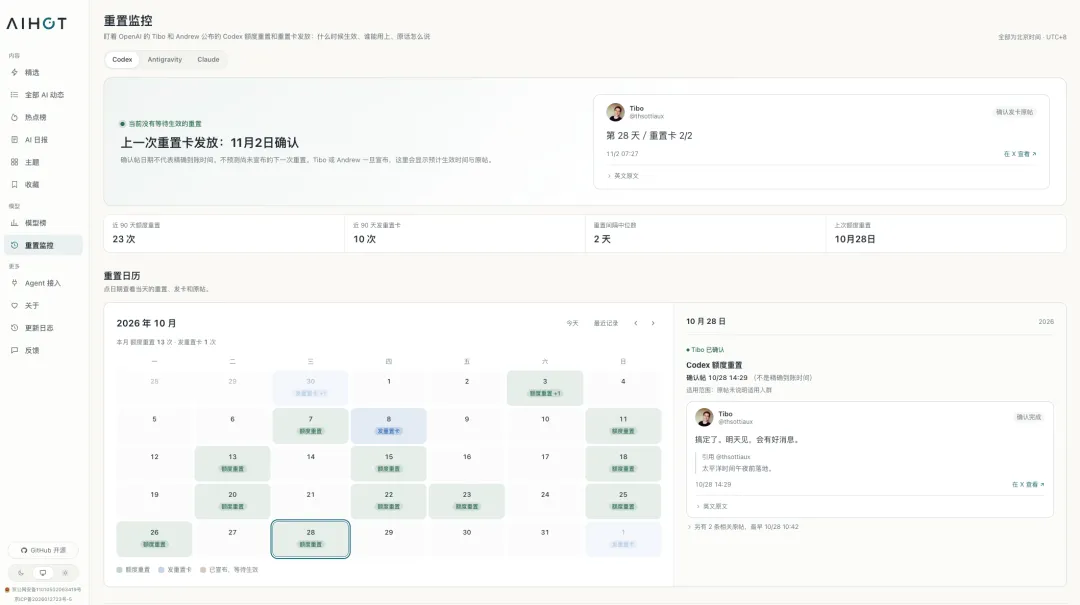 AIHOT
内容
精选
全部 AI 动态
热点榜
AI 日报
主题
收藏
模型
模型榜
重置监控
更多
Agent 接入
关于
更新日志
反馈
GitHub 开源
重置监控
盯着 OpenAI 的 Tibo 和 Andrew 公布的 Codex 额度重置和重置卡发放：什么时候生效、谁能用上、原话怎么说
全部为北京时间 · UTC+8
Codex
Antigravity
Claude
当前没有等待生效的重置
上一次重置卡发放：11月2日确认
确认帖日期不代表精确到账时间。不预测尚未宣布的下一次重置。Tibo 或 Andrew 一旦宣布，这里会显示预计生效时间与原帖。
Tibo
@thsottiaux
确认发卡原帖
第 28 天 / 重置卡 2/2
11/2 07:27
在 X 查看 ↗
› 英文原文
近 90 天额度重置
23 次
近 90 天发重置卡
10 次
重置间隔中位数
2 天
上次额度重置
10月28日
重置日历
点日期查看当天的重置、发卡和原帖。
2026 年 10 月
今天
最近记录
‹
›
本月 额度重置 13 次 · 发重置卡 1 次
一 二 三 四 五 六 日
28 29 30 1 2 3 4
发重置卡 +1 额度重置 +1
5 6 7 8 9 10 11
额度重置 发重置卡 额度重置
12 13 14 15 16 17 18
额度重置 额度重置 额度重置
19 20 21 22 23 24 25
额度重置 额度重置 额度重置 额度重置
26 27 28 29 30 31 1
额度重置 额度重置 发重置卡
额度重置 发重置卡 已宣布，等待生效
10 月 28 日
2026
Tibo 已确认
Codex 额度重置
确认帖 10/28 14:29 （不是精确到账时间）
适用范围：原帖未说明适用人群
Tibo
@thsottiaux
确认完成
搞定了。明天见，会有好消息。
引用 @thsottiaux
太平洋时间午夜前落地。
10/28 14:29
在 X 查看 ↗
› 英文原文
› 另有 2 条相关原帖，最早 10/28 10:42